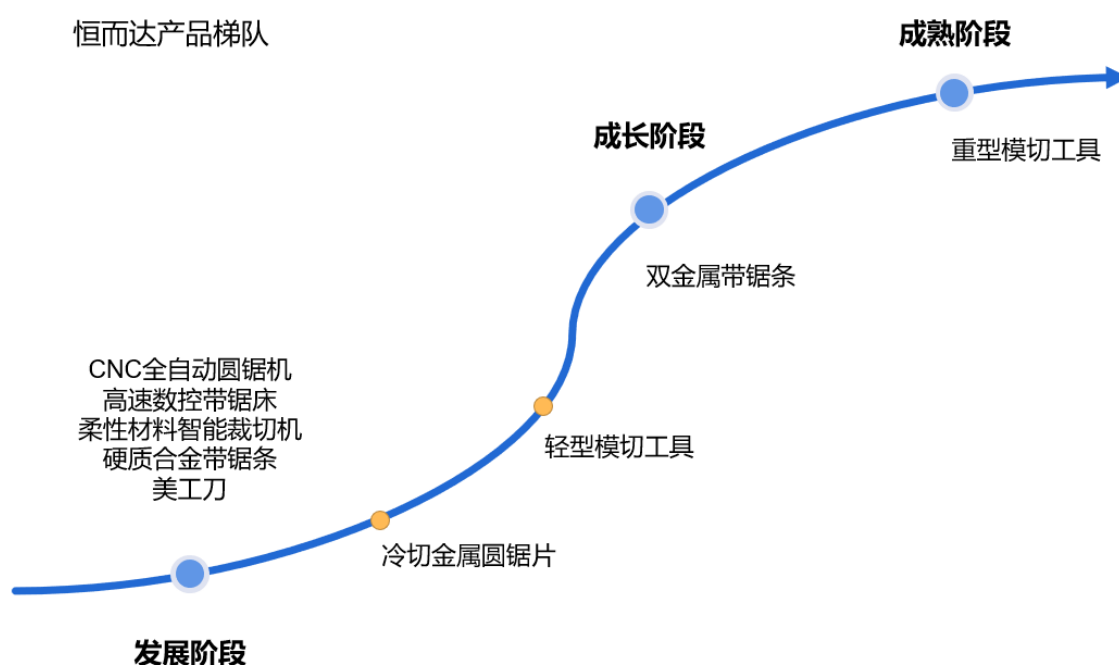 恒而达产品梯队
成熟阶段
成长阶段
重型模切工具
双金属带锯条
CNC全自动圆锯机
高速数控带锯床
柔性材料智能裁切机
硬质合金带锯条
美工刀
轻型模切工具
冷切金属圆锯片
发展阶段